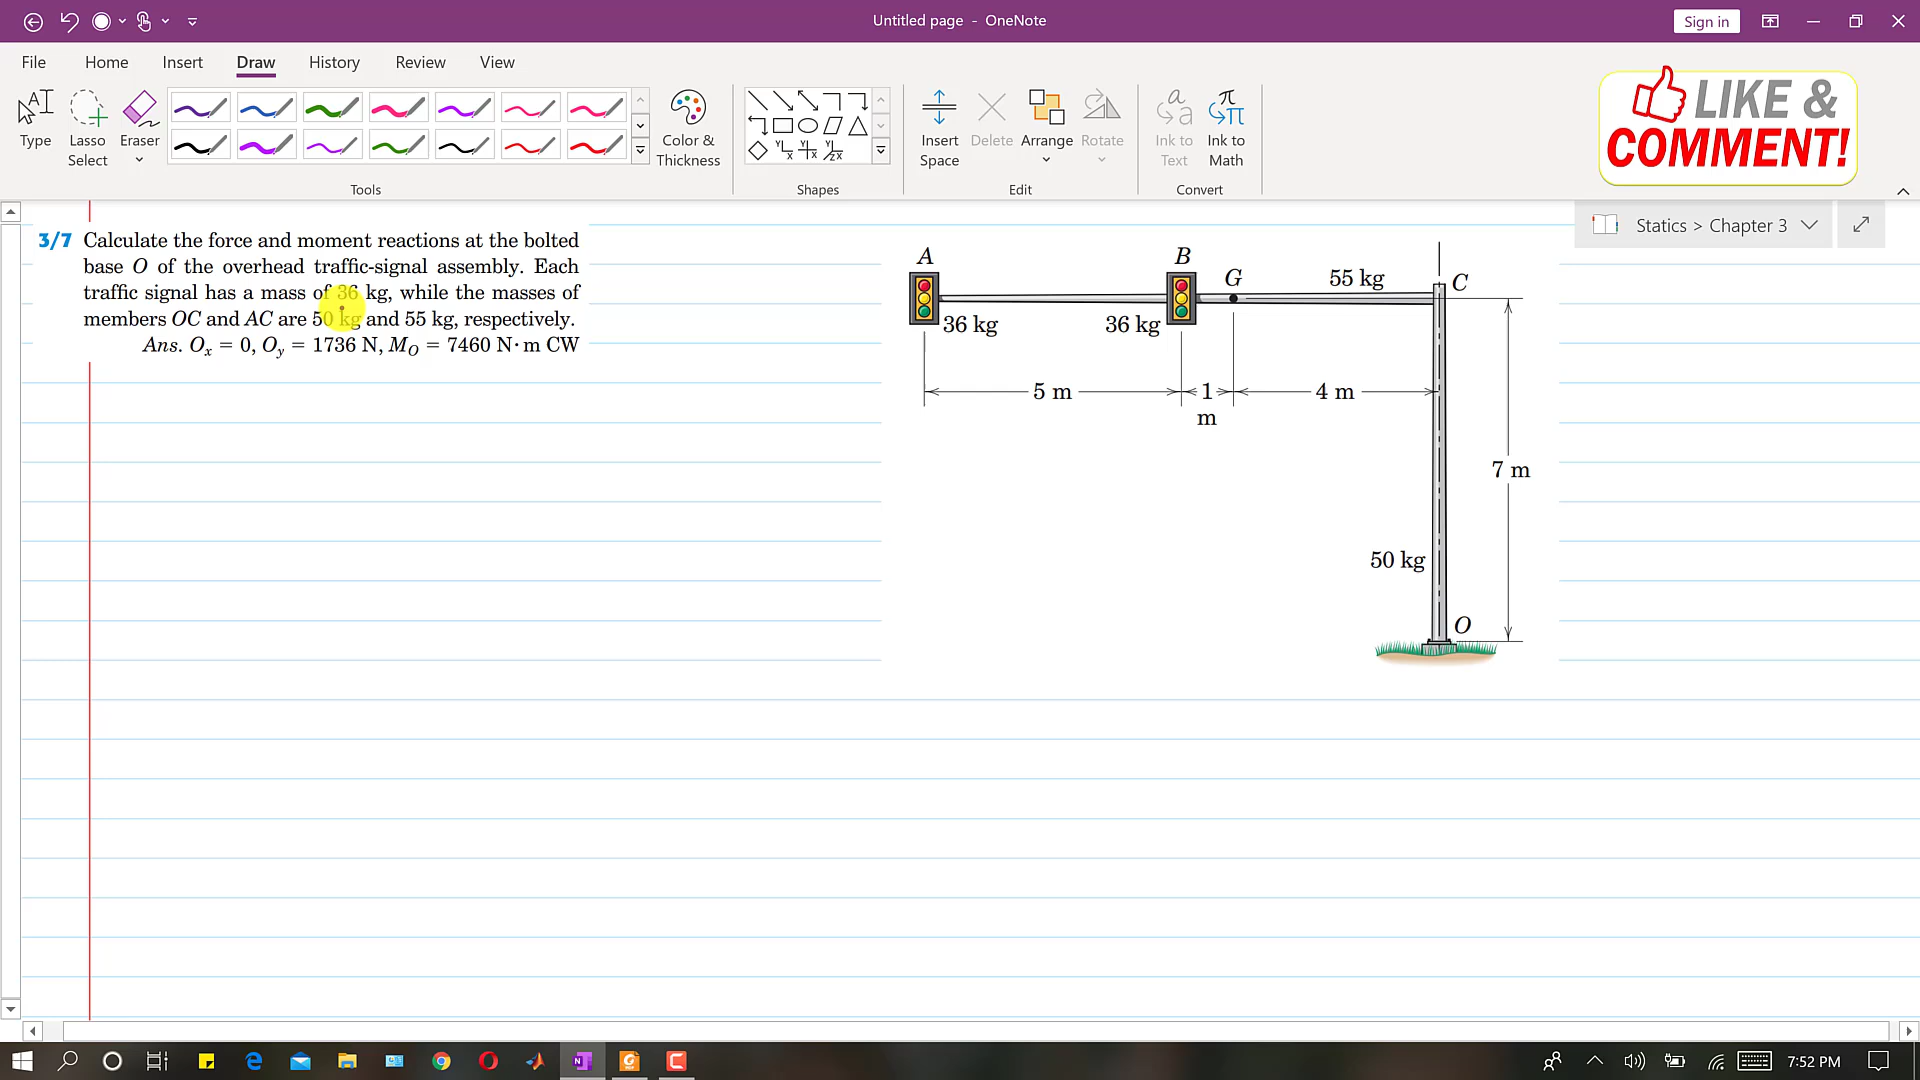 Untitled page - OneNote
Sign in
File Home Insert Draw History Review View
Type
Lasso
Select
Eraser
Color &
Thickness
Insert
Space
Delete
Arrange
Rotate
Ink to
Text
Ink to
Math
Tools
Shapes
Edit
Convert
LIKE &
COMMENT!
Statics > Chapter 3
3/7 Calculate the force and moment reactions at the bolted
base O of the overhead traffic-signal assembly. Each
traffic signal has a mass of 36 kg, while the masses of
members OC and AC are 50 kg and 55 kg, respectively.
Ans. Ox = 0, Oy = 1736 N, MO = 7460 N·m CW
A
B
G
55 kg
C
36 kg
36 kg
5 m
1
m
4 m
7 m
50 kg
O
7:52 PM